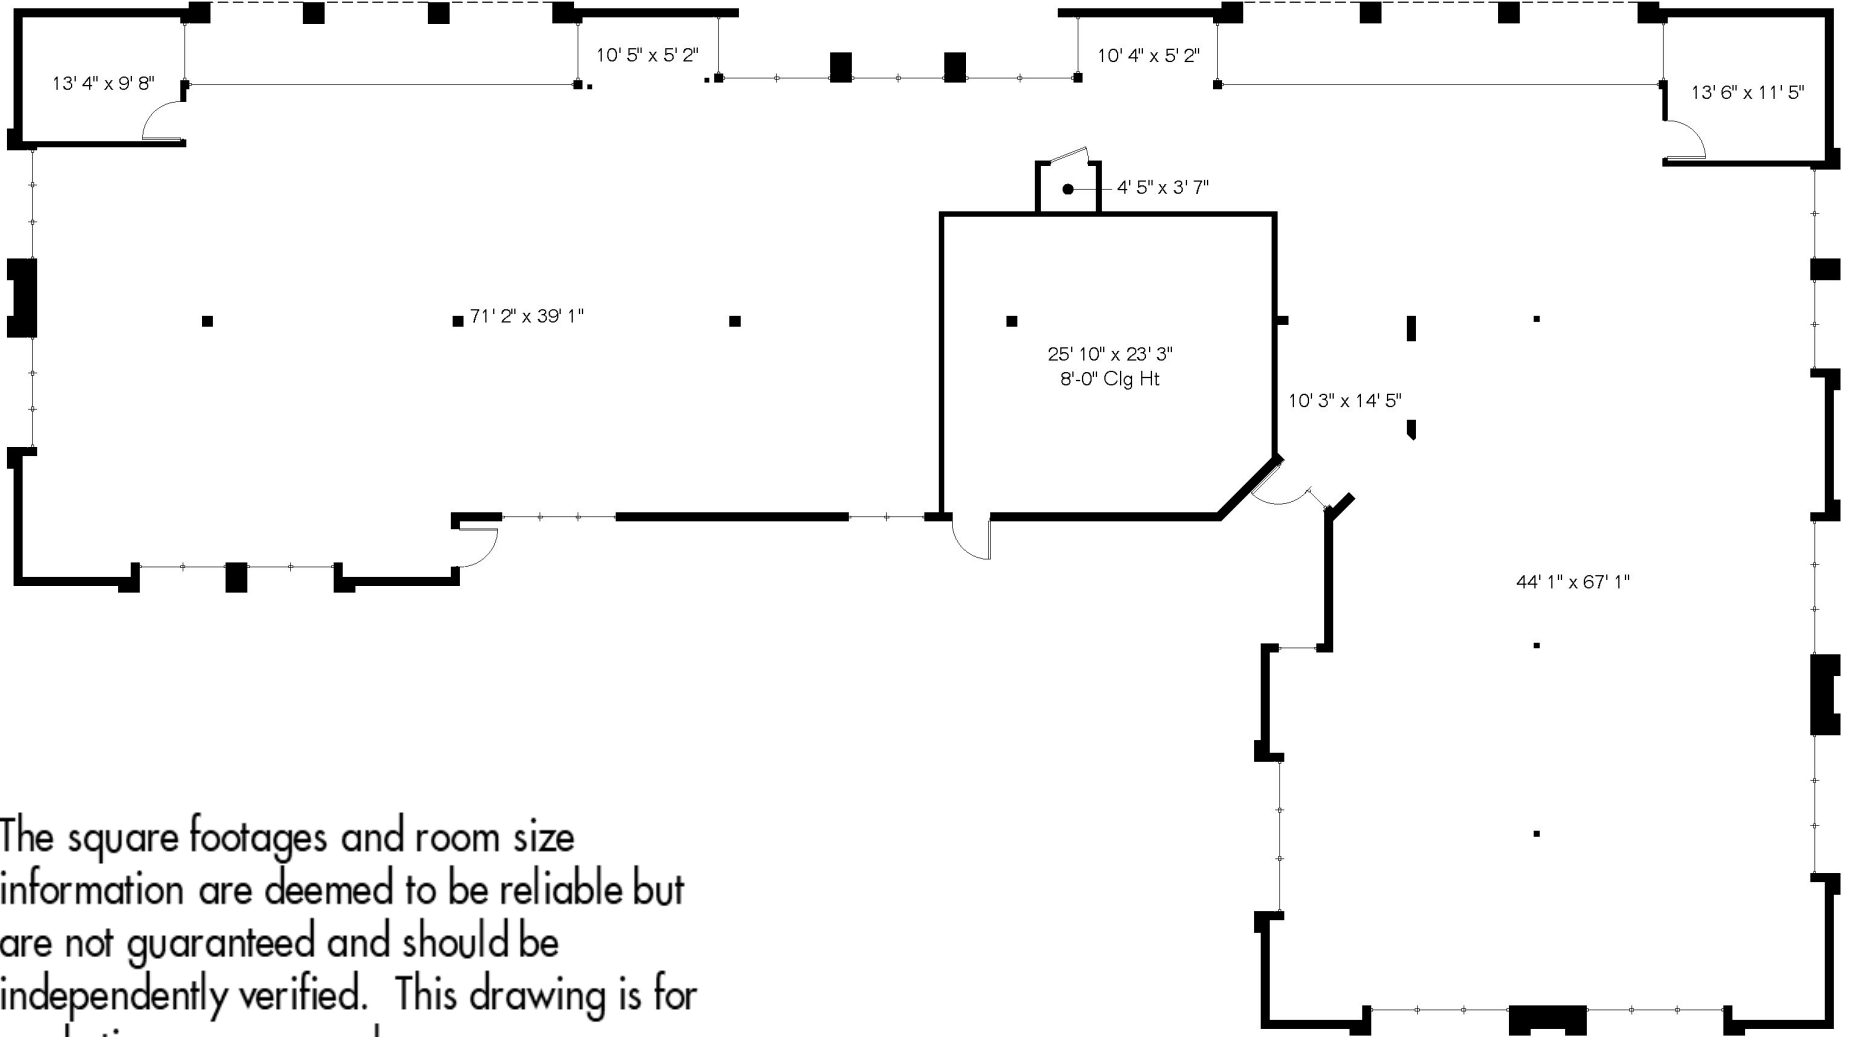 10' 5" x 5' 2"
10' 4" x 5' 2"
13' 4" x 9' 8"
13' 6" x 11' 5"
4' 5" x 3' 7"
71' 2" x 39' 1"
25' 10" x 23' 3"
8'-0" Clg Ht
10' 3" x 14' 5"
44' 1" x 67' 1"
The square footages and room size
information are deemed to be reliable but
are not guaranteed and should be
independently verified. This drawing is for